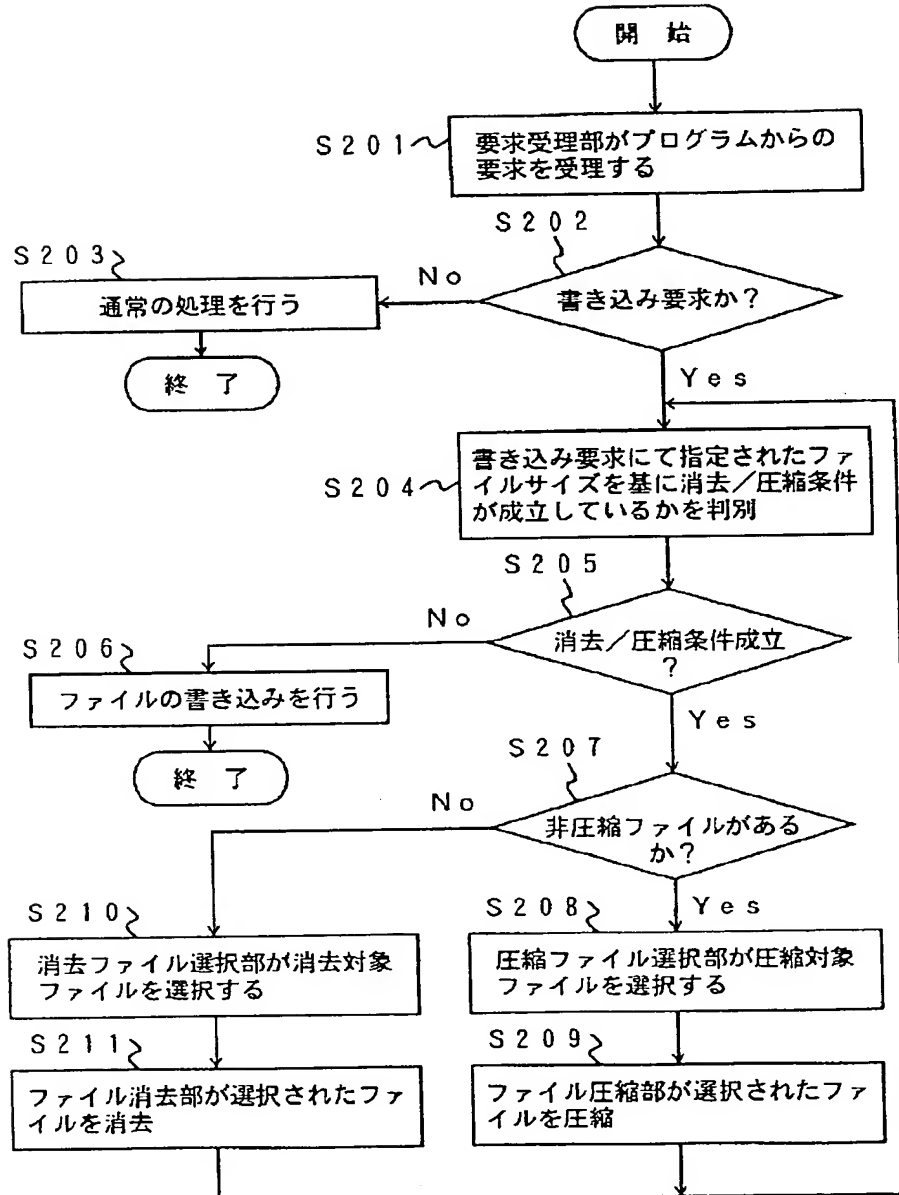 開 始
S201
要求受理部がプログラムからの
要求を受理する
S202
書き込み要求か？
No
S203
通常の処理を行う
終 了
Yes
S204
書き込み要求にて指定されたファ
イルサイズを基に消去／圧縮条件
が成立しているかを判別
S205
消去／圧縮条件成立
？
No
S206
ファイルの書き込みを行う
終 了
Yes
S207
非圧縮ファイルがある
か？
No
Yes
S210
消去ファイル選択部が消去対象
ファイルを選択する
S208
圧縮ファイル選択部が圧縮対象
ファイルを選択する
S211
ファイル消去部が選択されたファ
イルを消去
S209
ファイル圧縮部が選択されたファ
イルを圧縮